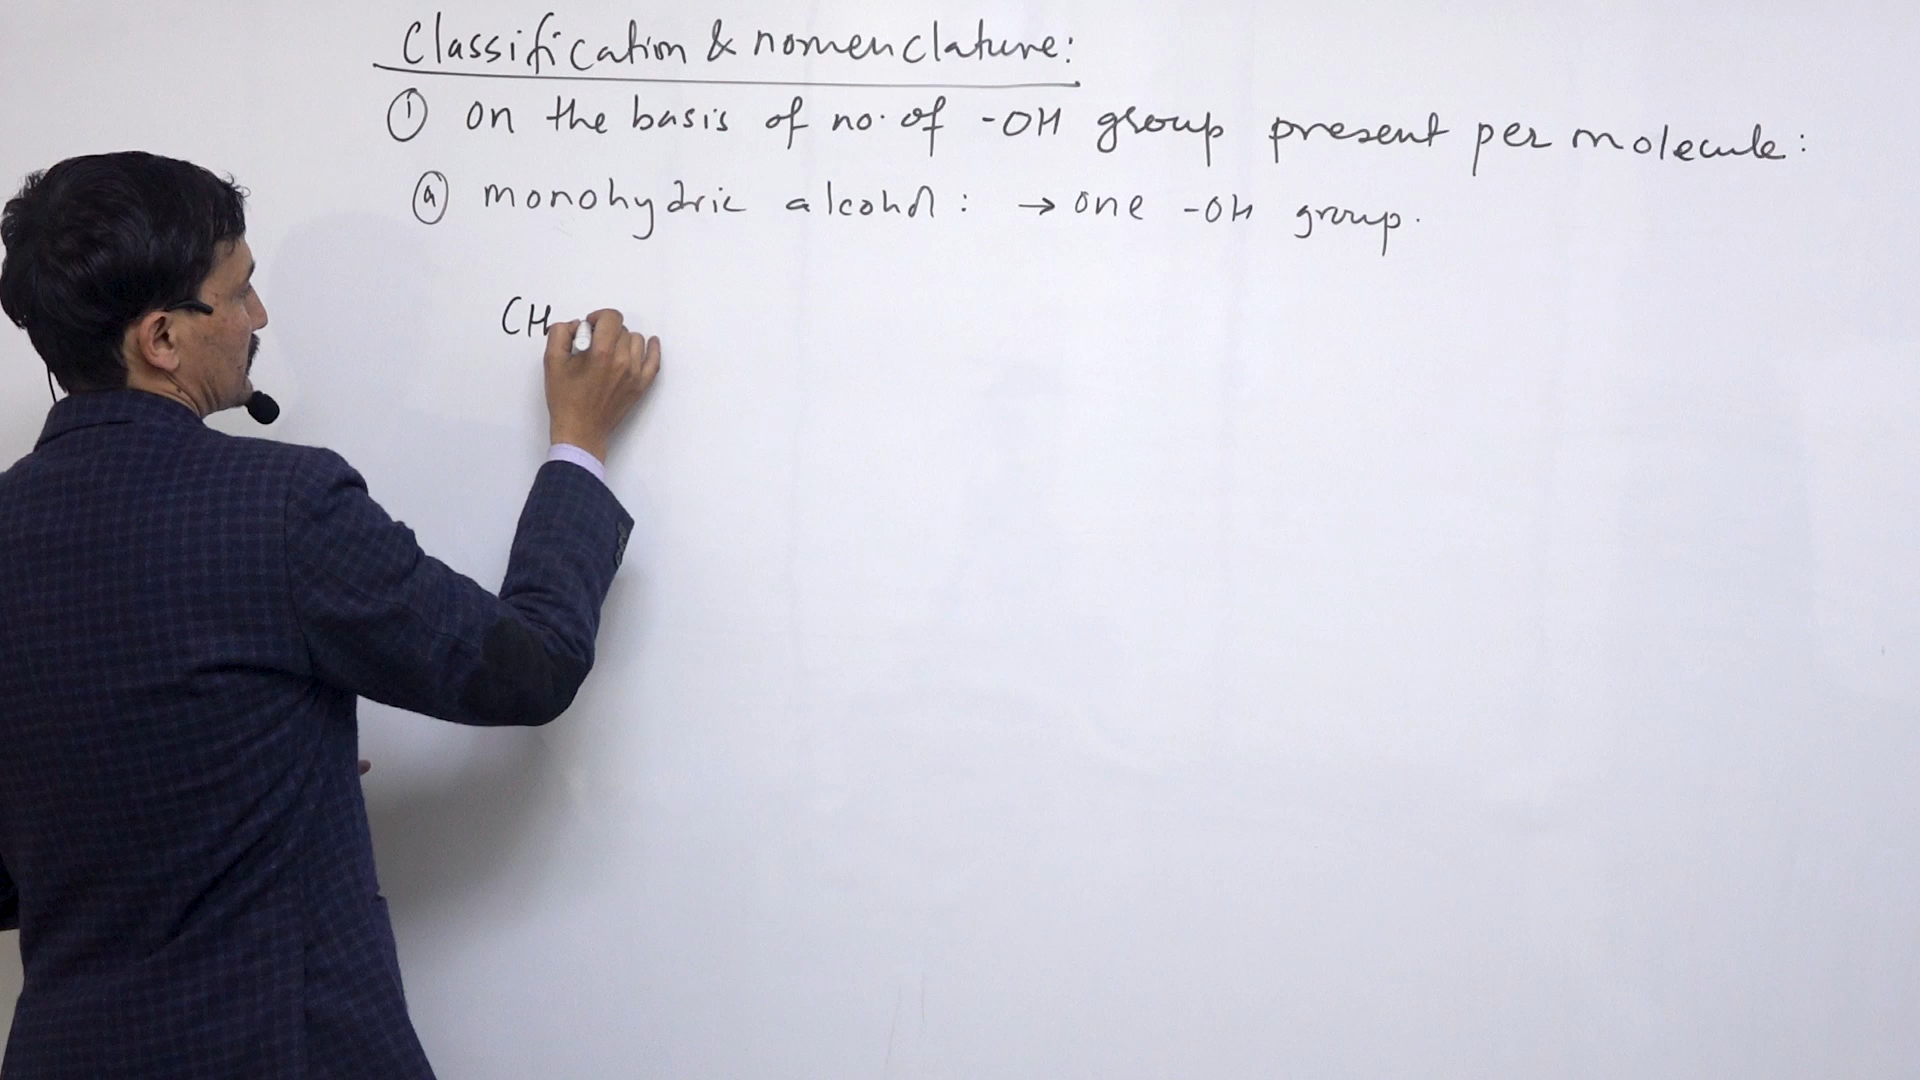 Classification & nomenclature:
① on the basis of no. of -OH group present per molecule:
ⓐ monohydric alcohol: → one -OH group.
CH